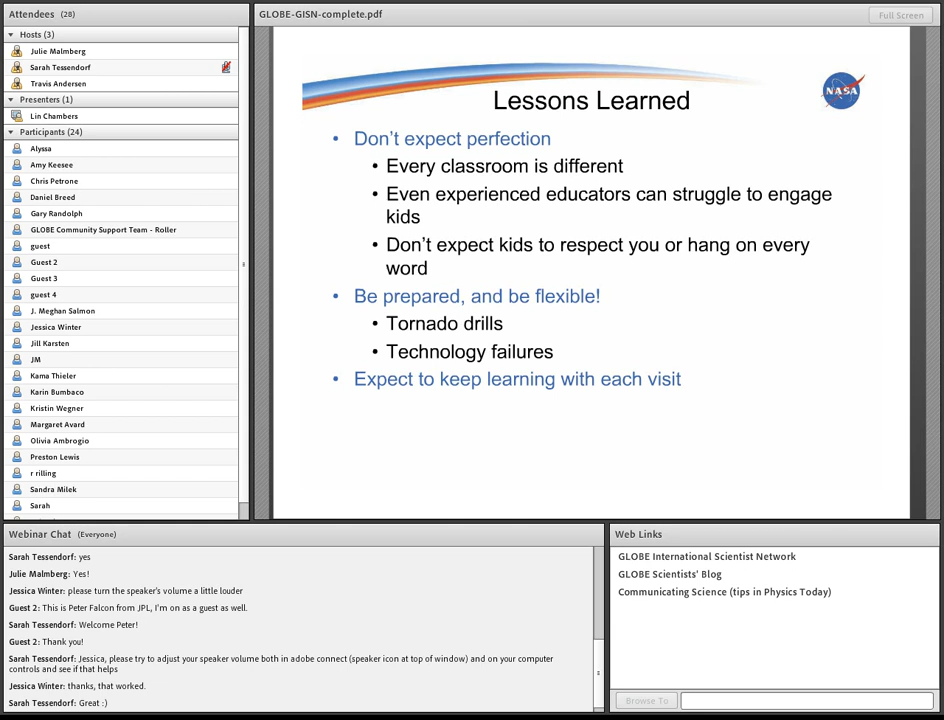 Attendees (28)
Hosts (3)
Julie Malmberg
Sarah Tessendorf
Travis Andersen
Presenters (1)
Lin Chambers
Participants (24)
Alyssa
Amy Keesee
Chris Petrone
Daniel Breed
Gary Randolph
GLOBE Community Support Team - Roller
guest
Guest 2
Guest 3
guest 4
J. Meghan Salmon
Jessica Winter
Jill Karsten
JM
Kama Thieler
Karin Bumbaco
Kristin Wegner
Margaret Avard
Olivia Ambrogio
Preston Lewis
r rilling
Sandra Milek
Sarah
GLOBE-GISN-complete.pdf
Full Screen
NASA
Lessons Learned
• Don't expect perfection
• Every classroom is different
• Even experienced educators can struggle to engage
kids
• Don't expect kids to respect you or hang on every
word
• Be prepared, and be flexible!
• Tornado drills
• Technology failures
• Expect to keep learning with each visit
Webinar Chat (Everyone)
Sarah Tessendorf: yes
Julie Malmberg: Yes!
Jessica Winter: please turn the speaker's volume a little louder
Guest 2: This is Peter Falcon from JPL, I'm on as a guest as well.
Sarah Tessendorf: Welcome Peter!
Guest 2: Thank you!
Sarah Tessendorf: Jessica, please try to adjust your speaker volume both in adobe connect (speaker icon at top of window) and on your computer
controls and see if that helps
Jessica Winter: thanks, that worked.
Sarah Tessendorf: Great :)
Web Links
GLOBE International Scientist Network
GLOBE Scientists' Blog
Communicating Science (tips in Physics Today)
Browse To